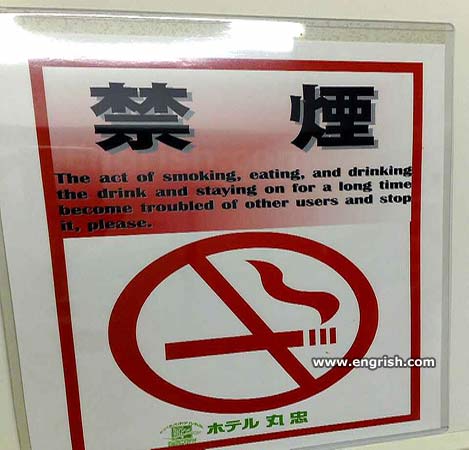 禁煙
The act of smoking, eating, and drinking
the drink and staying on for a long time
become troubled of other users and stop
it, please.
www.engrish.com
ホテル 丸忠